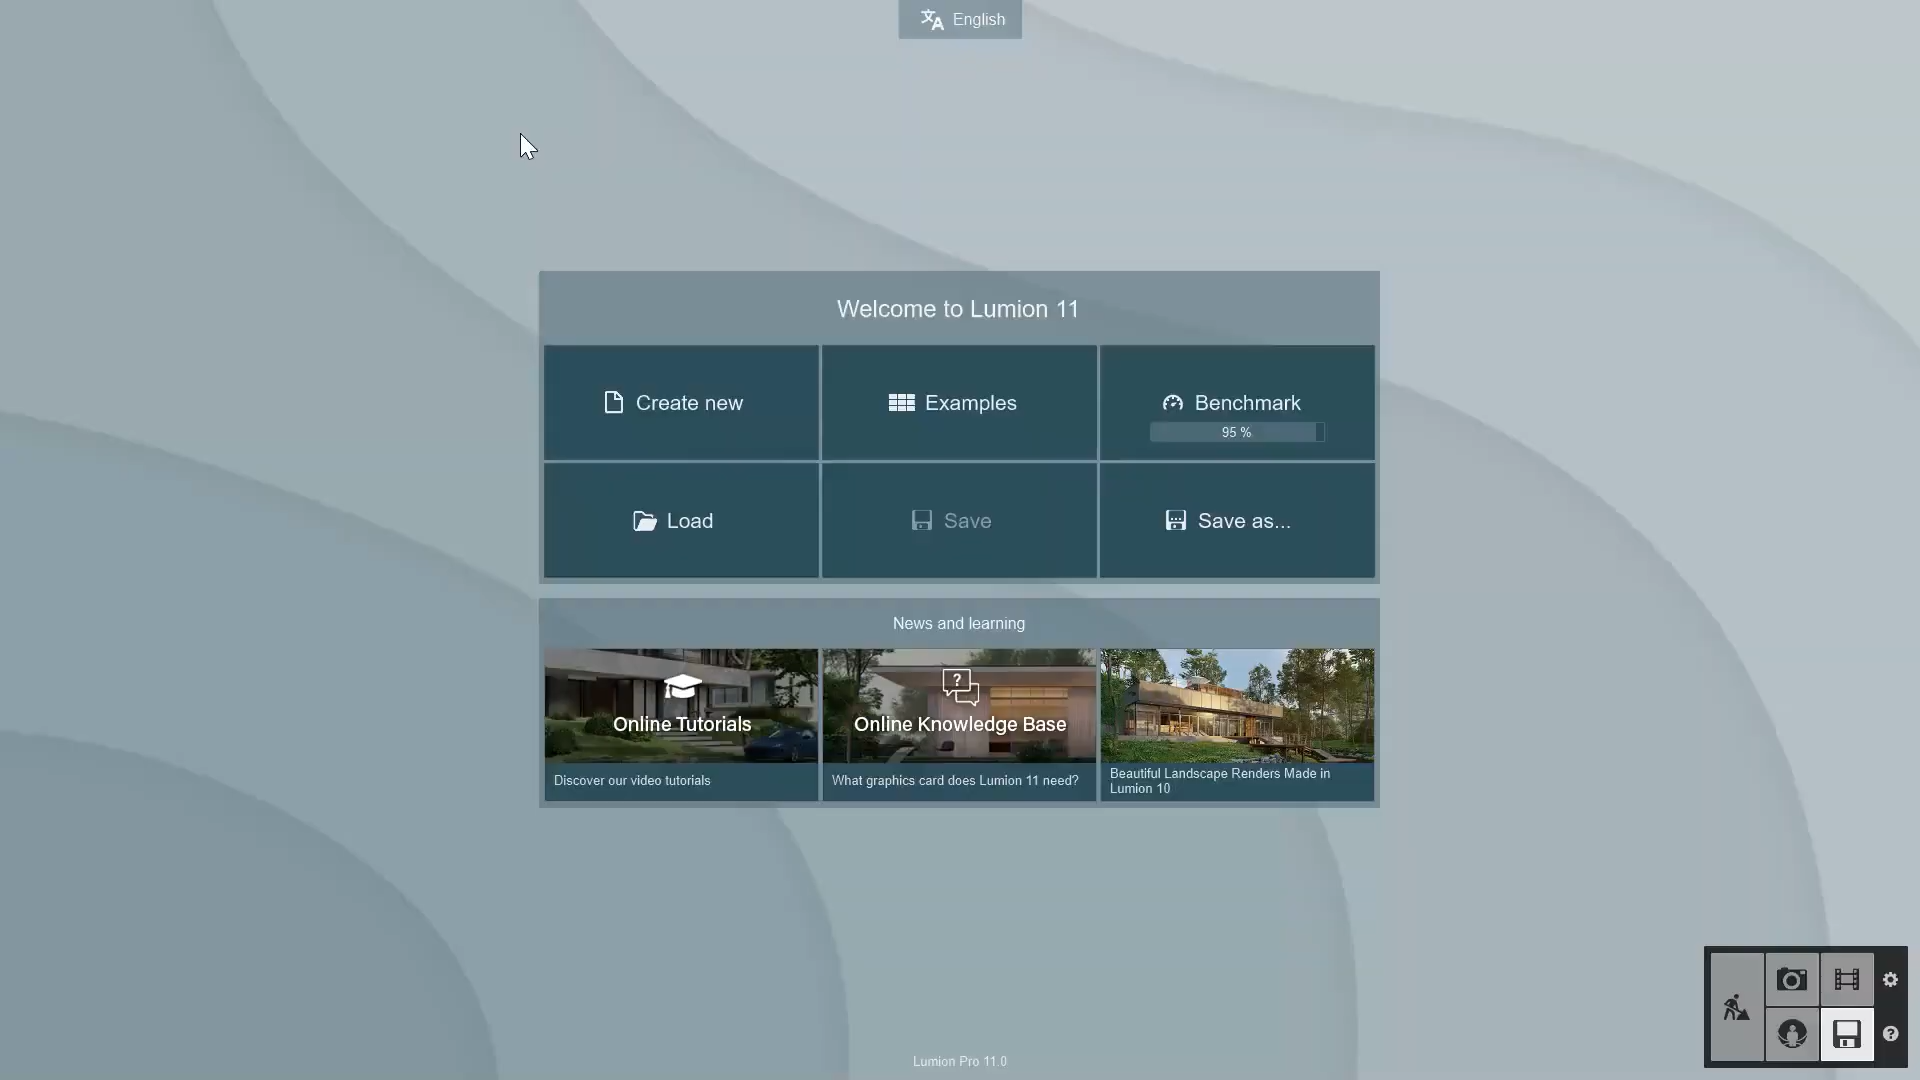 English
Welcome to Lumion 11
Create new
Examples
Benchmark
95 %
Load
Save
Save as...
News and learning
Online Tutorials
Online Knowledge Base
Discover our video tutorials
What graphics card does Lumion 11 need?
Beautiful Landscape Renders Made in
Lumion 10
Lumion Pro 11.0